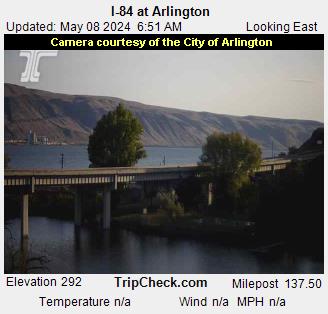 I-84 at Arlington
Updated: May 08 2024 6:51 AM Looking East
Camera courtesy of the City of Arlington
Elevation 292 TripCheck.com Milepost 137.50
Temperature n/a Wind n/a MPH n/a